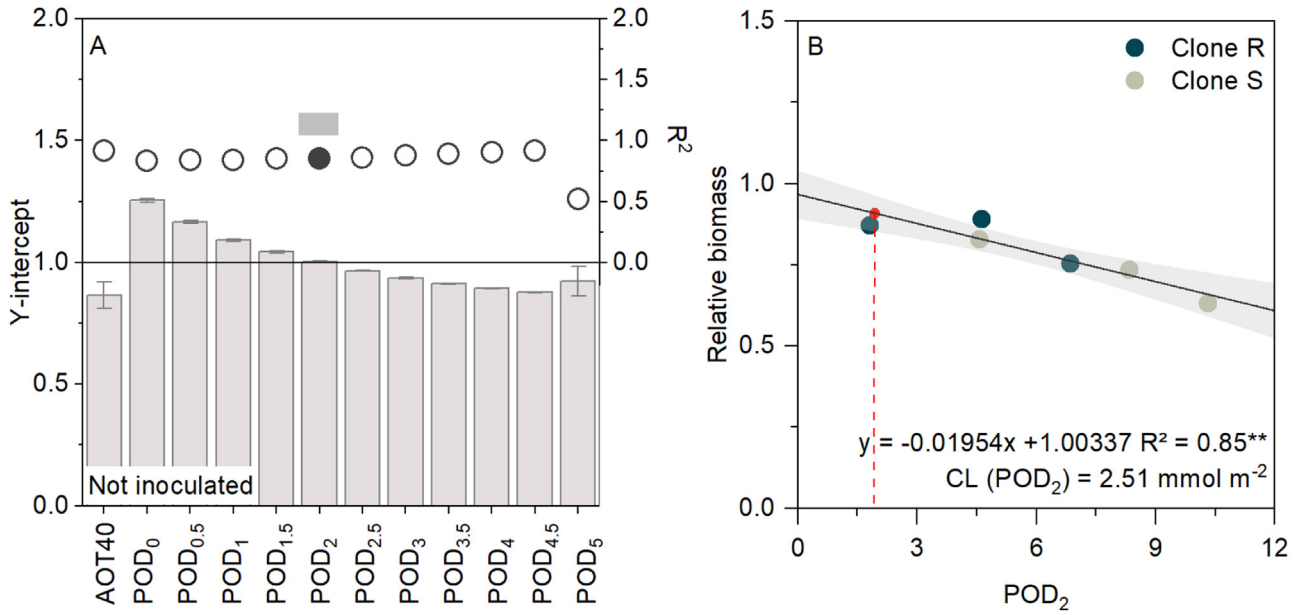 A
2.0
1.5
1.0
0.5
0.0
Y-intercept
2.0
1.5
1.0
0.5
0.0
R²
Not inoculated
AOT40
POD₀
POD₀.₅
POD₁
POD₁.₅
POD₂
POD₂.₅
POD₃
POD₃.₅
POD₄
POD₄.₅
POD₅
B
Clone R
Clone S
1.5
1.0
0.5
0.0
Relative biomass
y = -0.01954x +1.00337 R² = 0.85**
CL (POD₂) = 2.51 mmol m⁻²
0 3 6 9 12
POD₂